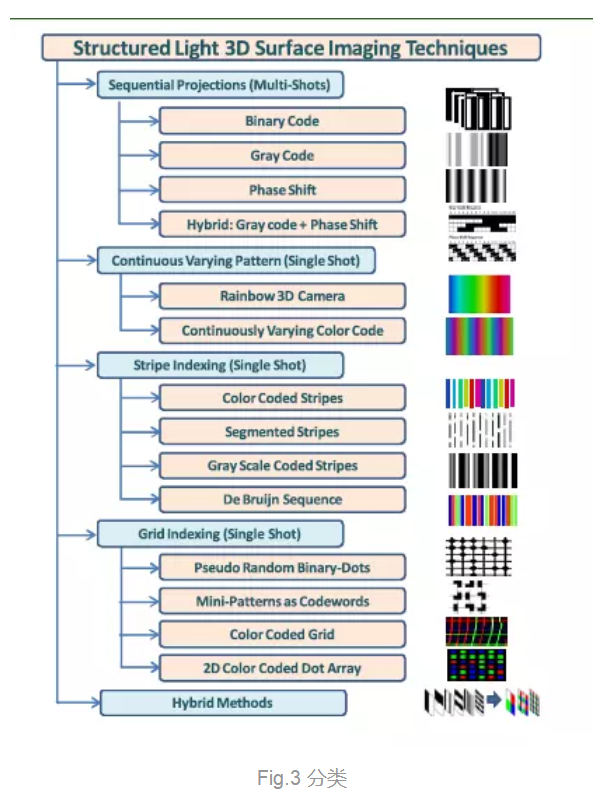 Structured Light 3D Surface Imaging Techniques
Sequential Projections (Multi-Shots)
Binary Code
Gray Code
Phase Shift
Hybrid: Gray code + Phase Shift
Continuous Varying Pattern (Single Shot)
Rainbow 3D Camera
Continuously Varying Color Code
Stripe Indexing (Single Shot)
Color Coded Stripes
Segmented Stripes
Gray Scale Coded Stripes
De Bruijn Sequence
Grid Indexing (Single Shot)
Pseudo Random Binary-Dots
Mini-Patterns as Codewords
Color Coded Grid
2D Color Coded Dot Array
Hybrid Methods
Fig.3 分类